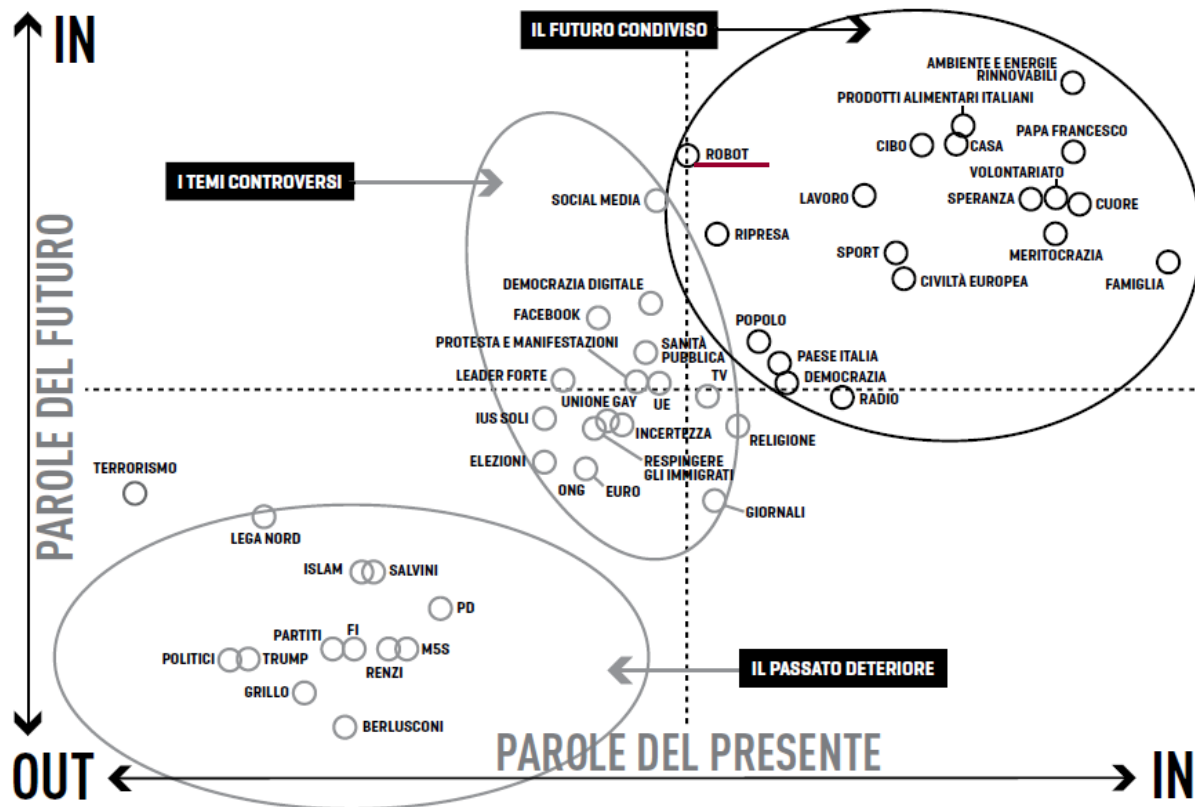 IN
IL FUTURO CONDIVISO
AMBIENTE E ENERGIE
RINNOVABILI
PRODOTTI ALIMENTARI ITALIANI
PAPA FRANCESCO
CIBO
CASA
ROBOT
I TEMI CONTROVERSI
VOLONTARIATO
SOCIAL MEDIA
LAVORO
SPERANZA
CUORE
RIPRESA
MERITOCRAZIA
SPORT
CIVILTÀ EUROPEA
FAMIGLIA
DEMOCRAZIA DIGITALE
FACEBOOK
POPOLO
PROTESTA E MANIFESTAZIONI
SANITÀ
PUBBLICA
PAESE ITALIA
LEADER FORTE
TV
DEMOCRAZIA
UNIONE GAY
UE
RADIO
IUS SOLI
INCERTEZZA
RELIGIONE
ELEZIONI
RESPINGERE
GLI IMMIGRATI
TERRORISMO
ONG
EURO
GIORNALI
LEGA NORD
ISLAM
SALVINI
PD
PARTITI
FI
M5S
POLITICI
TRUMP
RENZI
IL PASSATO DETERIORE
GRILLO
BERLUSCONI
PAROLE DEL FUTURO
OUT
PAROLE DEL PRESENTE
IN